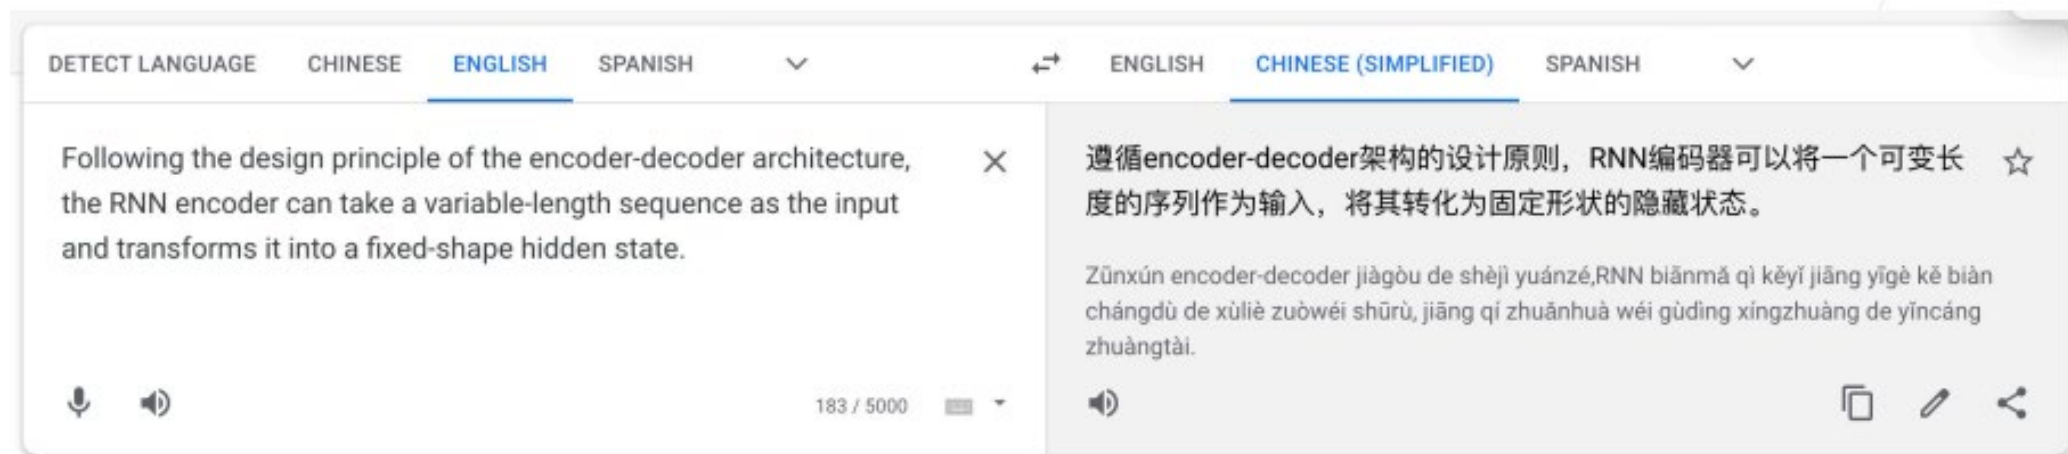 DETECT LANGUAGE CHINESE ENGLISH SPANISH
ENGLISH CHINESE (SIMPLIFIED) SPANISH
Following the design principle of the encoder-decoder architecture,
the RNN encoder can take a variable-length sequence as the input
and transforms it into a fixed-shape hidden state.
183 / 5000
遵循encoder-decoder架构的设计原则，RNN编码器可以将一个可变长
度的序列作为输入，将其转化为固定形状的隐藏状态。
Zūnxún encoder-decoder jiàgòu de shèjì yuánzé,RNN biānmǎ qì kěyǐ jiāng yīgè kě biàn
chángdù de xùliè zuòwéi shūrù, jiāng qí zhuǎnhuà wéi gùdìng xíngzhuàng de yǐncáng
zhuàngtài.